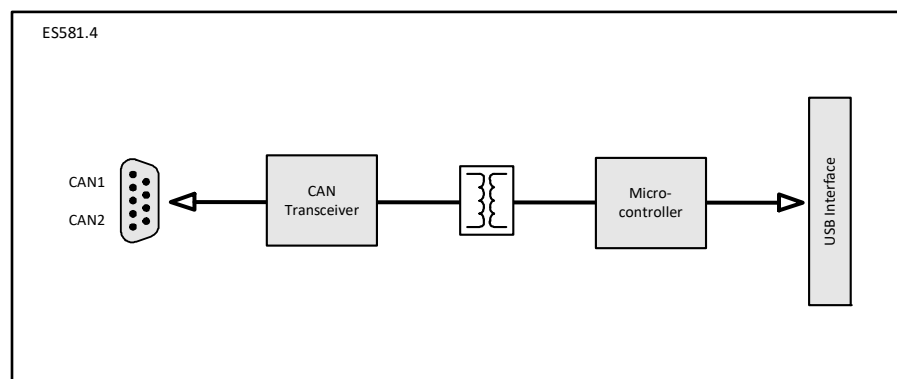 ES581.4
CAN1
CAN2
CAN
Transceiver
Micro-
controller
USB Interface